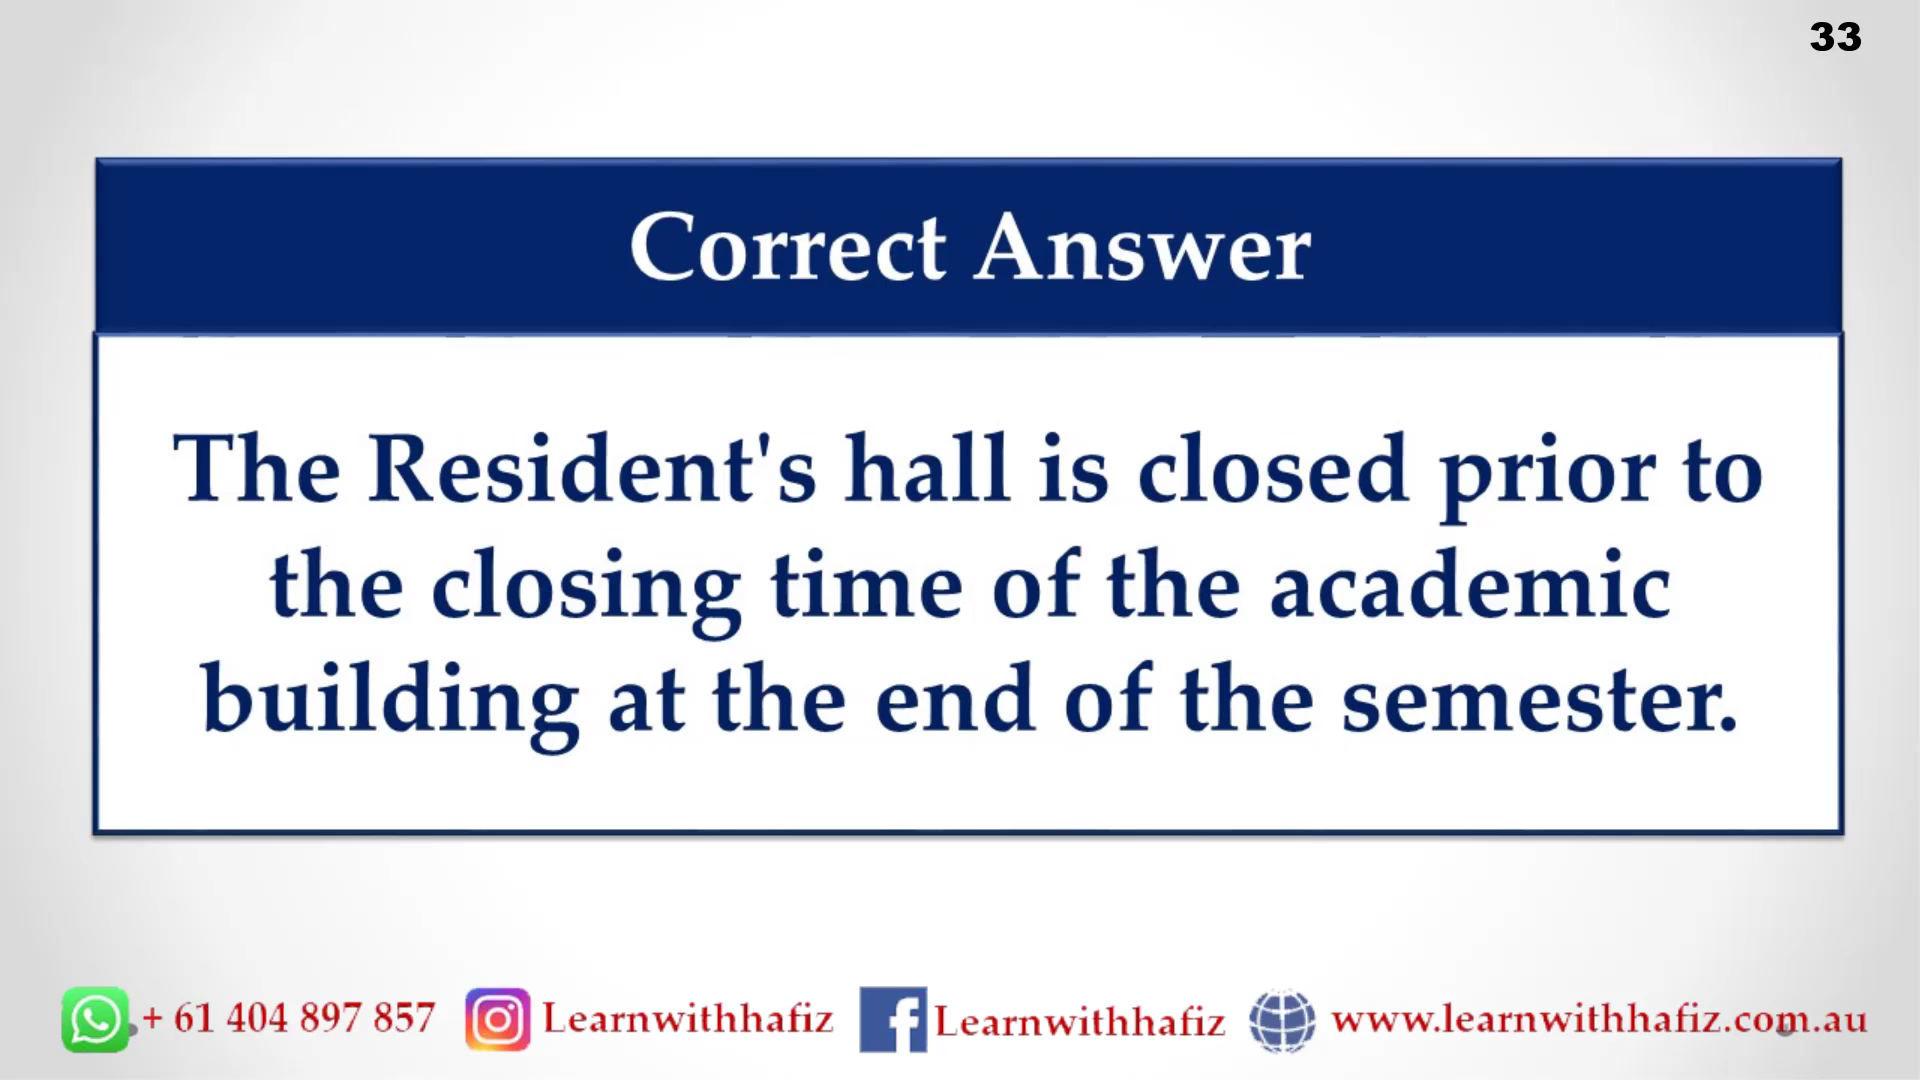 33
Correct Answer
The Resident's hall is closed prior to
the closing time of the academic
building at the end of the semester.
+ 61 404 897 857 Learnwithhafiz Learnwithhafiz www.learnwithhafiz.com.au